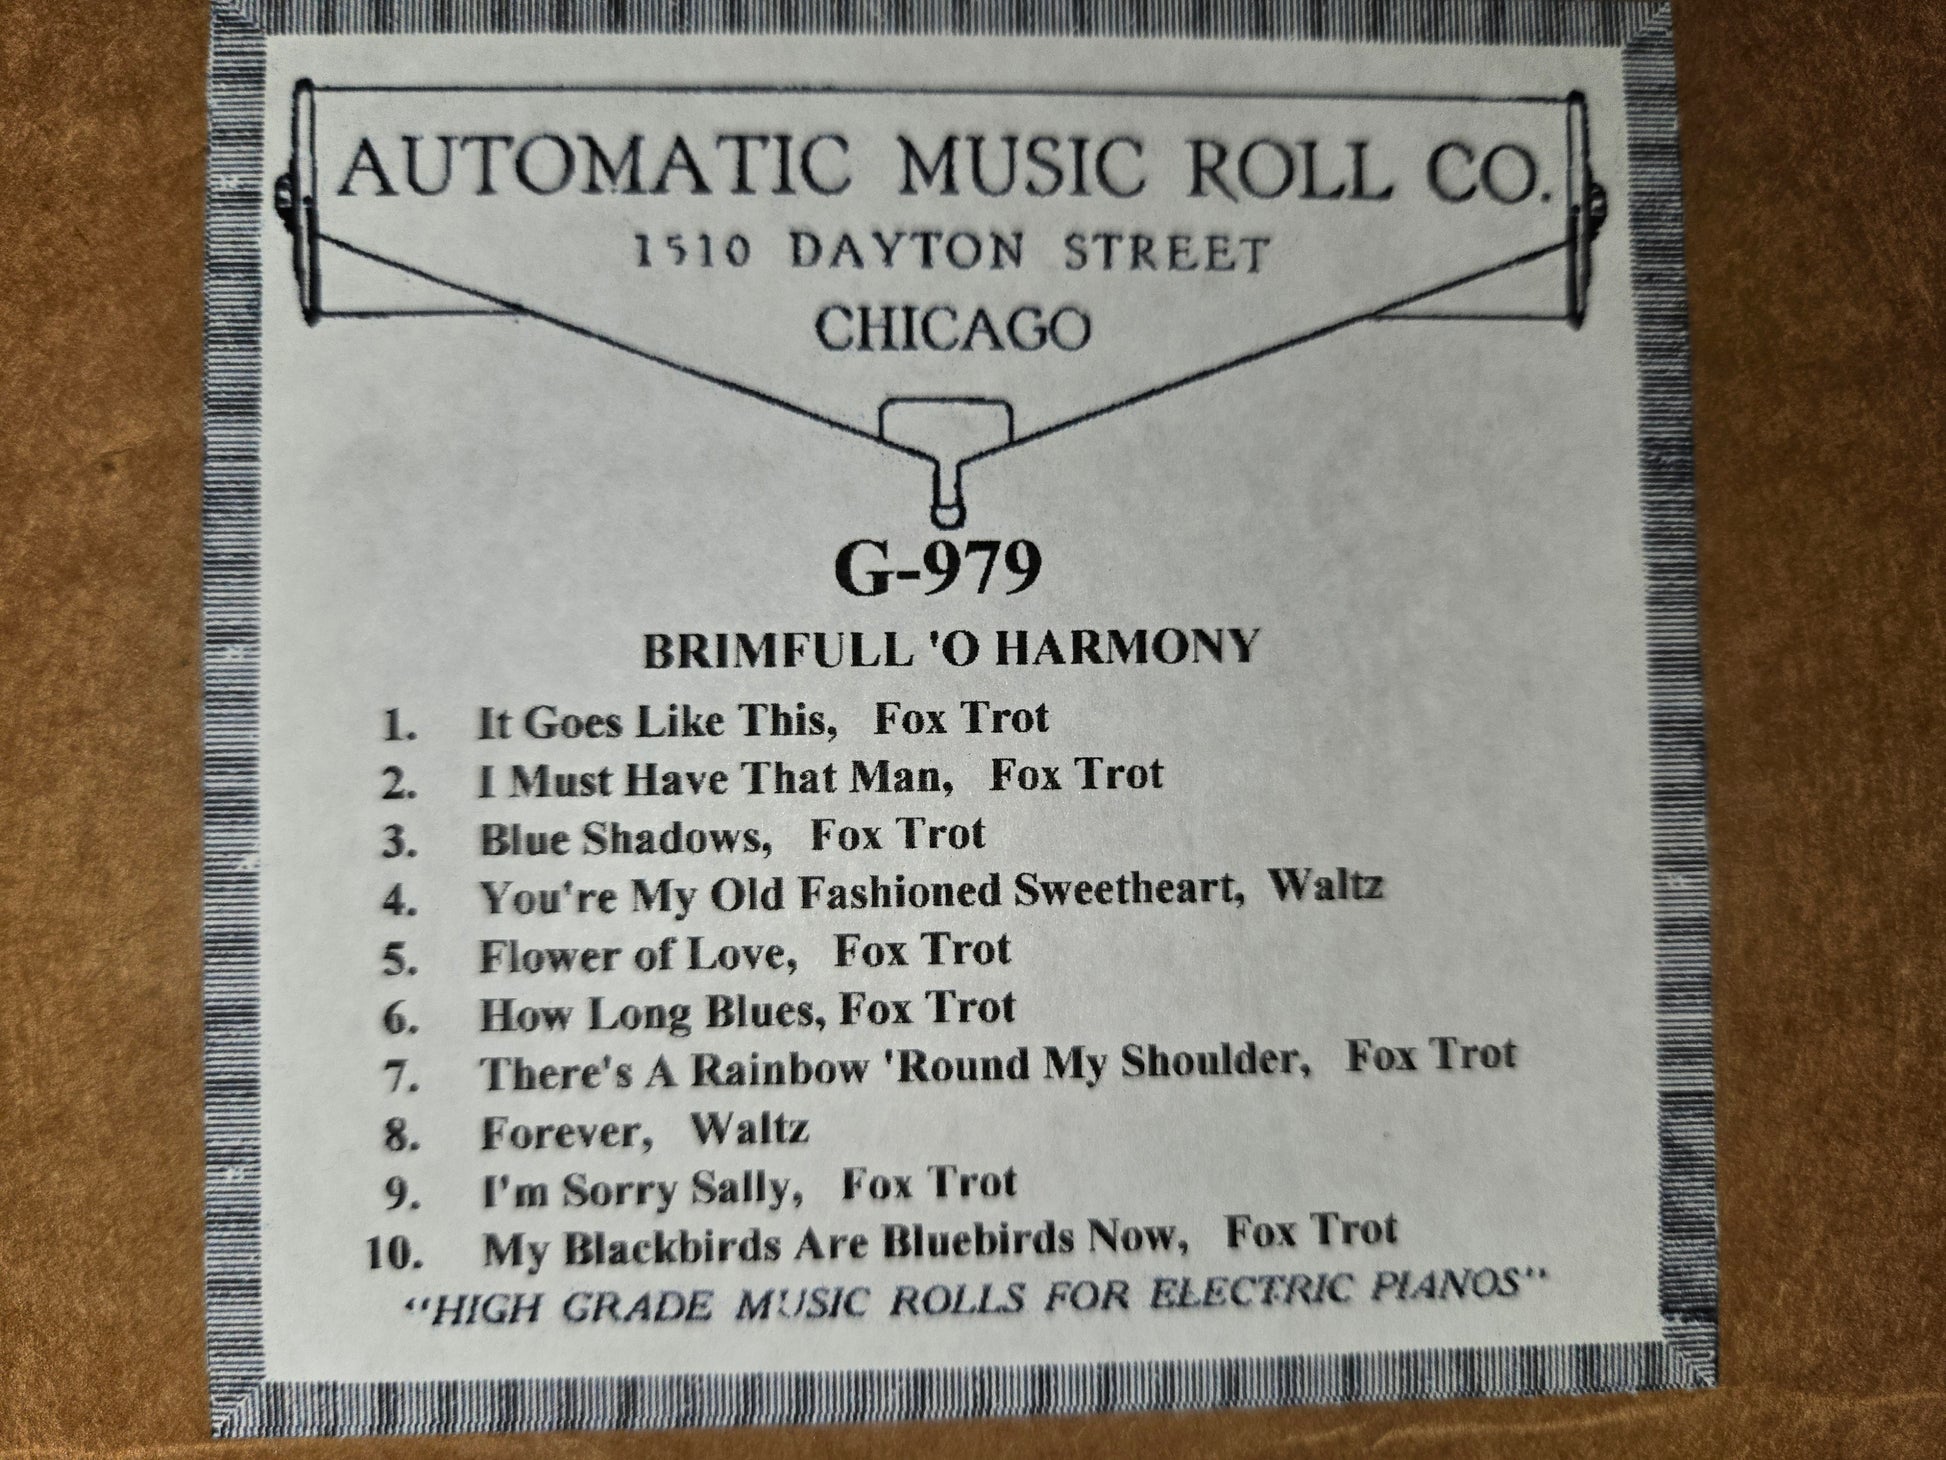 AUTOMATIC MUSIC ROLL CO.
1510 DAYTON STREET
CHICAGO
G-979
BRIMFULL 'O HARMONY
1. It Goes Like This, Fox Trot
2. I Must Have That Man, Fox Trot
3. Blue Shadows, Fox Trot
4. You're My Old Fashioned Sweetheart, Waltz
5. Flower of Love, Fox Trot
6. How Long Blues, Fox Trot
7. There's A Rainbow 'Round My Shoulder, Fox Trot
8. Forever, Waltz
9. I'm Sorry Sally, Fox Trot
10. My Blackbirds Are Bluebirds Now, Fox Trot
"HIGH GRADE MUSIC ROLLS FOR ELECTRIC PIANOS"